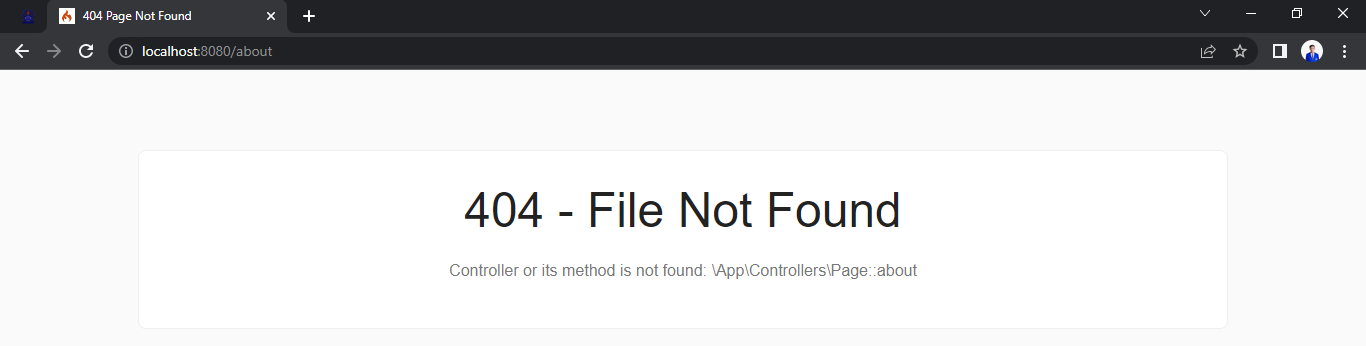 404 Page Not Found
localhost:8080/about
404 - File Not Found
Controller or its method is not found: \App\Controllers\Page::about